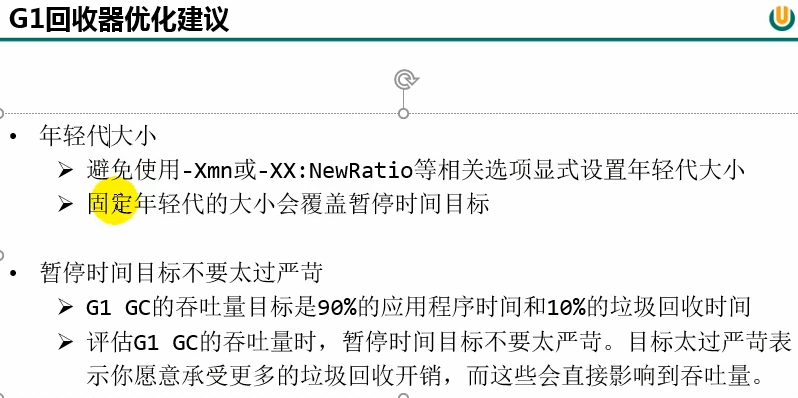 G1回收器优化建议
U
• 年轻代大小
➢ 避免使用-Xmn或-XX:NewRatio等相关选项显式设置年轻代大小
➢ 固定年轻代的大小会覆盖暂停时间目标
• 暂停时间目标不要太过严苛
➢ G1 GC的吞吐量目标是90%的应用程序时间和10%的垃圾回收时间
➢ 评估G1 GC的吞吐量时，暂停时间目标不要太严苛。目标太过严苛表
示你愿意承受更多的垃圾回收开销，而这些会直接影响到吞吐量。